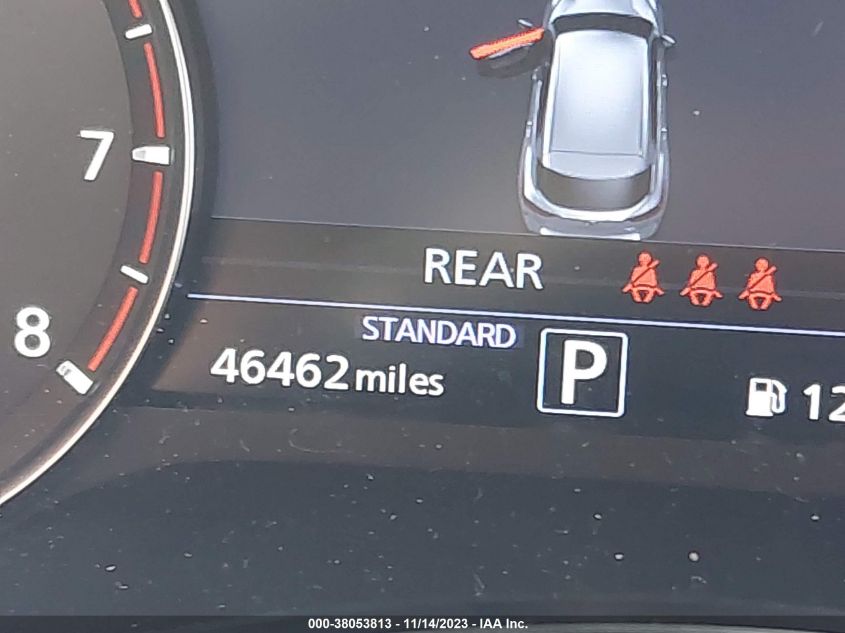 7
8
REAR
STANDARD
46462 miles
P
12
000-38053813 - 11/14/2023 - IAA Inc.